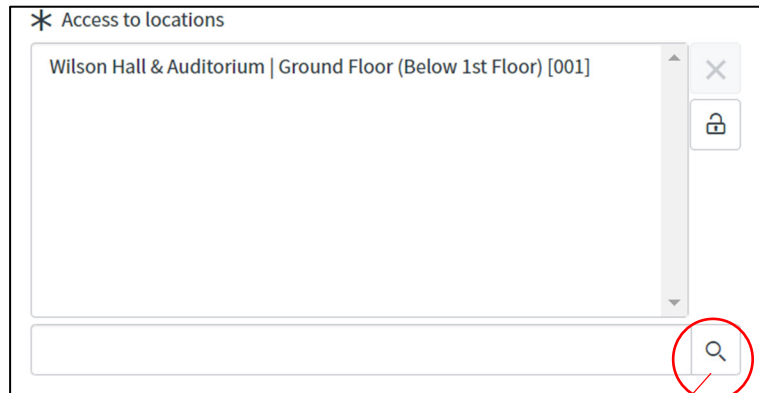 Access to locations
Wilson Hall & Auditorium | Ground Floor (Below 1st Floor) [001]